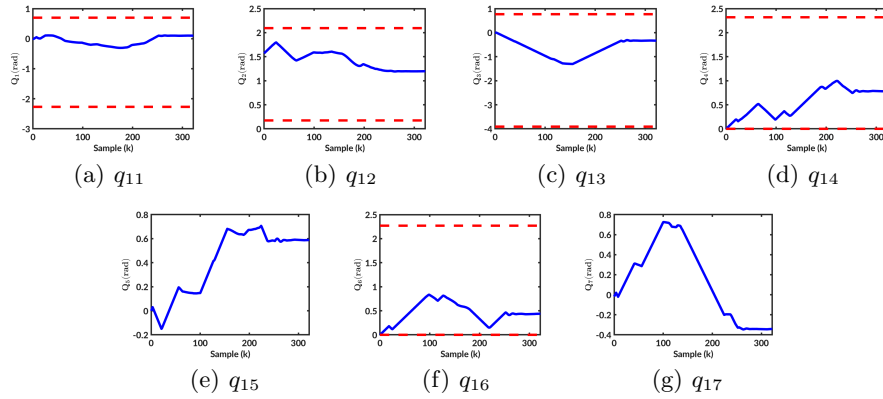 1
0
-1
-2
-3
Q1(rad)
0 100 200 300
Sample (k)
(a) q11
2.5
2
1.5
1
0.5
0
Q2(rad)
0 100 200 300
Sample (k)
(b) q12
1
0
-1
-2
-3
-4
Q3(rad)
0 100 200 300
Sample (k)
(c) q13
2.5
2
1.5
1
0.5
0
Q4(rad)
0 100 200 300
Sample (k)
(d) q14
0.8
0.6
0.4
0.2
0
-0.2
Q5(rad)
0 100 200 300
Sample (k)
(e) q15
2.5
2
1.5
1
0.5
0
Q6(rad)
0 100 200 300
Sample (k)
(f) q16
0.8
0.6
0.4
0.2
0
-0.2
-0.4
Q7(rad)
0 100 200 300
Sample (k)
(g) q17